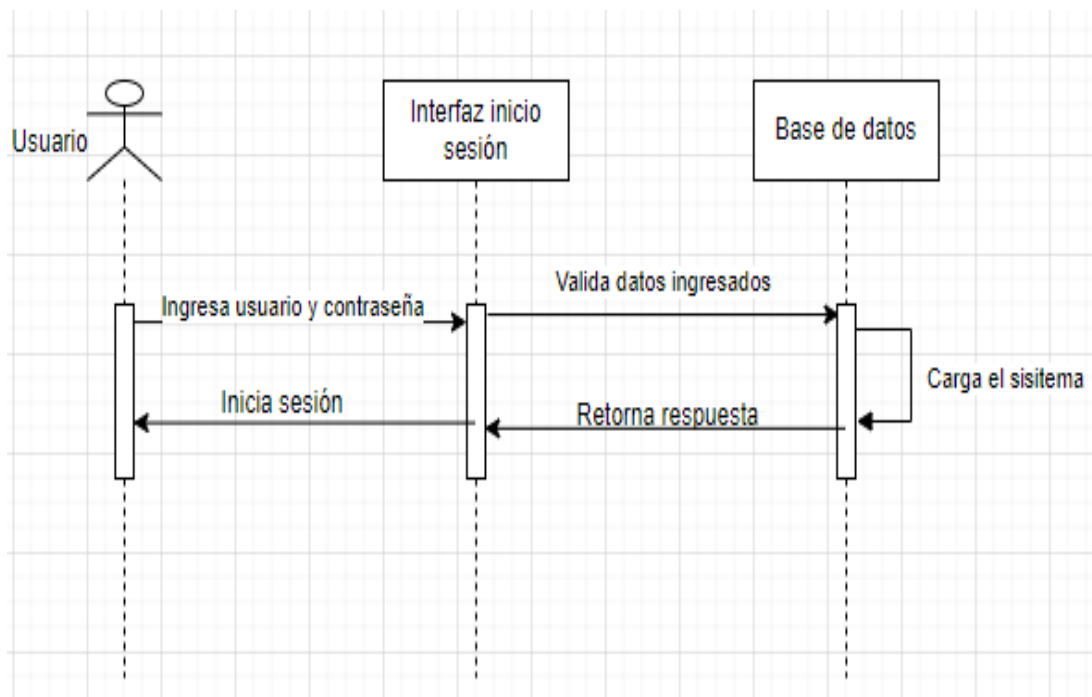 Usuario
Interfaz inicio
sesión
Base de datos
Ingresa usuario y contraseña
Valida datos ingresados
Carga el sisitema
Inicia sesión
Retorna respuesta